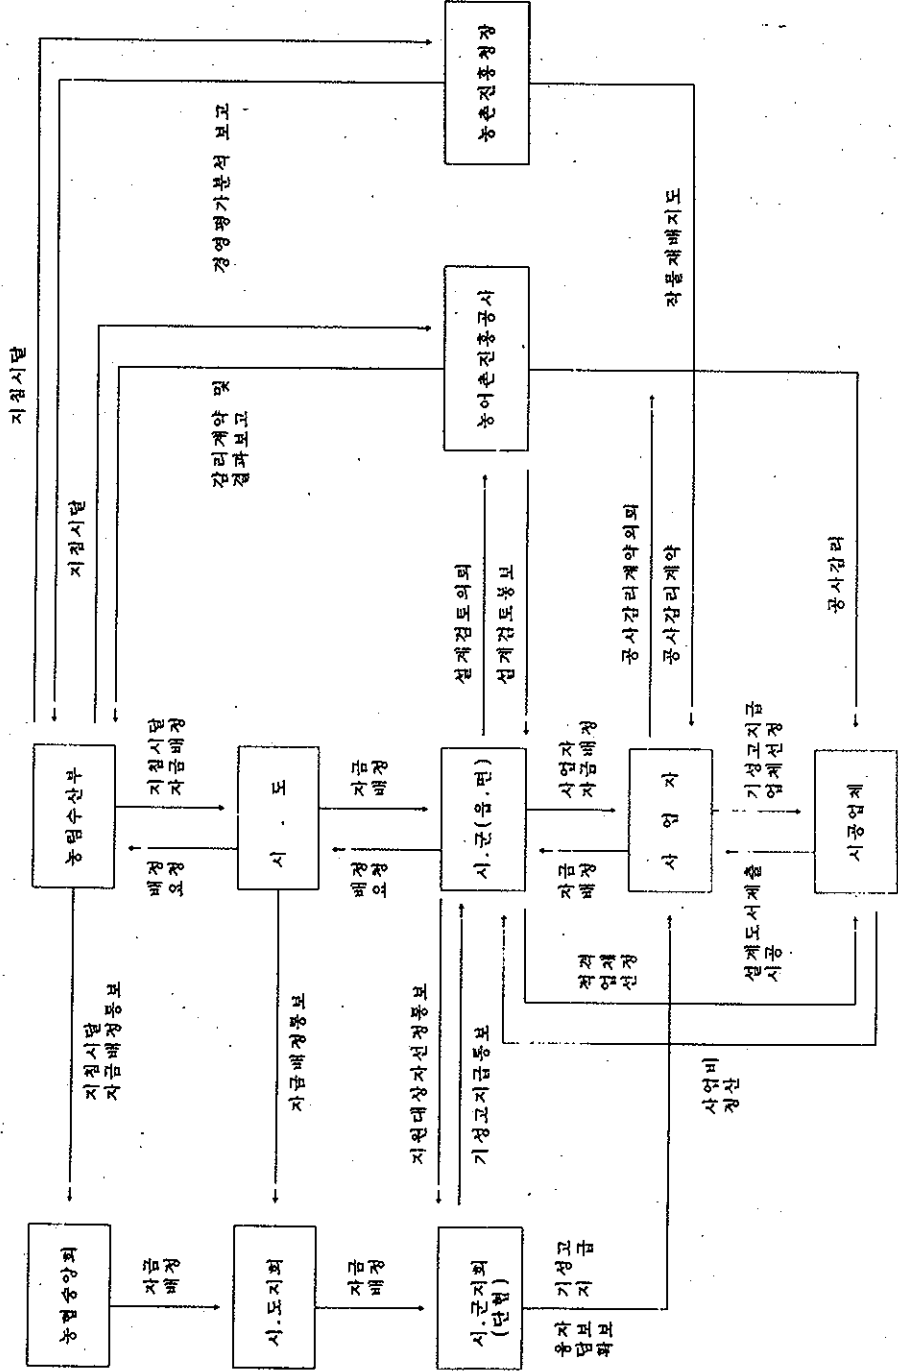 지침시달
경영평가분석 보고
지침시달
감리계약 및
결과보고
농촌진흥청장
농어촌진흥공사
작물재배지도
설계검토의뢰
설계검토통보
공사감리계약의뢰
공사감리계약
공사감리
농림수산부
지침시달
자금배정
배정
요청
시 . 도
자금
배정
배정
요청
시.군(읍.면)
사업자
자금배정
자금
배정
사 업 자
기성고지급
업체선정
설계도서제출
시공
시공업체
지침시달
자금배정통보
자금배정통보
지원대상자선정통보
기성고지급통보
적격
업체
선정
사업비
정산
농협중앙회
자금
배정
시.도지회
자금
배정
시.군지회
(단협)
기성고
지 급
융자
담보
확보